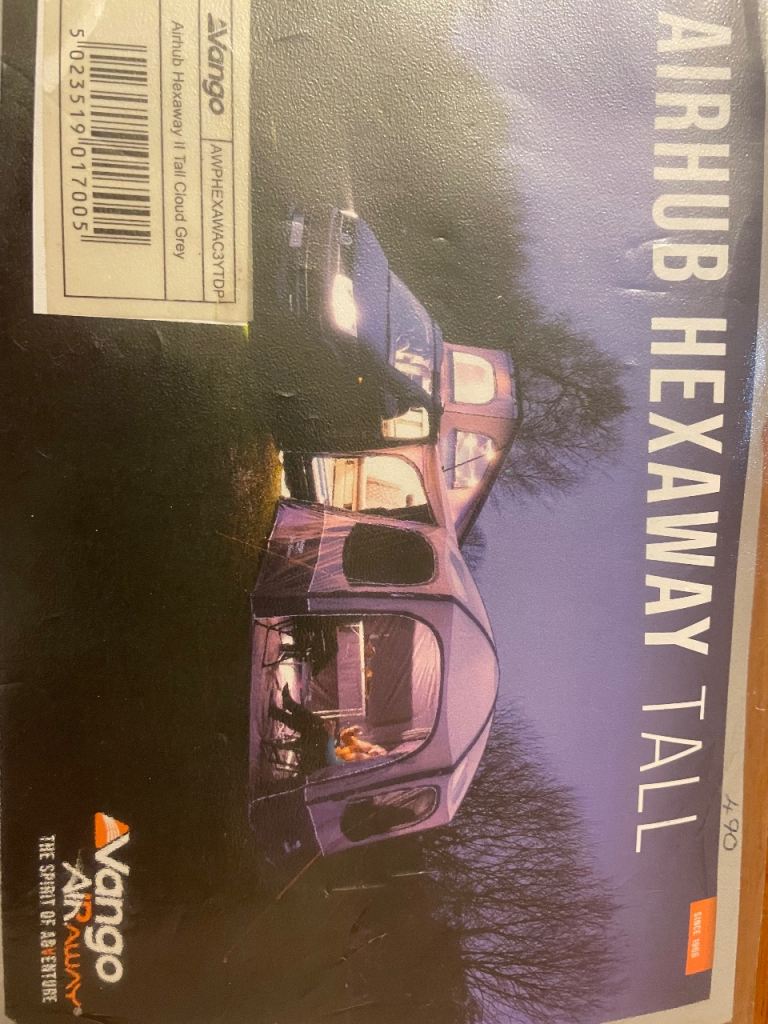 AIRHUB HEXAWAY TALL
490
SINCE 1966
Vango
AWPHEXAWAC3YTDP
Airhub Hexaway II Tall Cloud Grey
5 023519 017005
Vango
AIRAWAY®
THE SPIRIT OF ADVENTURE